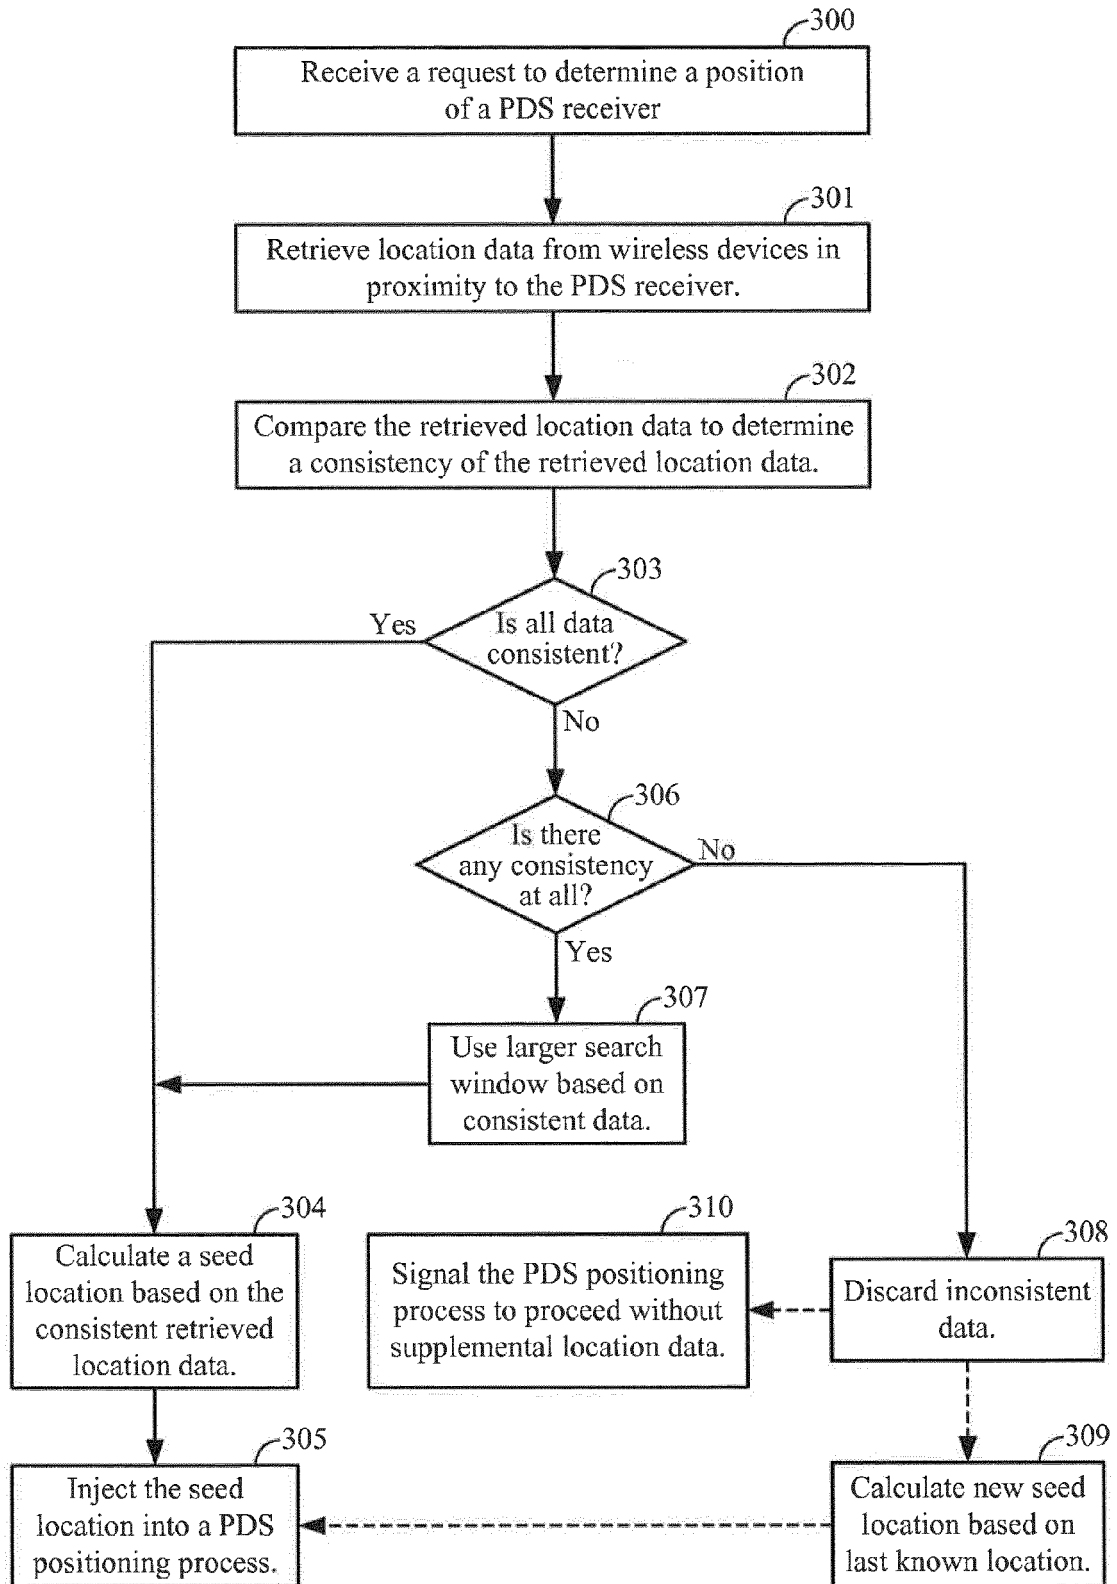 300
Receive a request to determine a position
of a PDS receiver
301
Retrieve location data from wireless devices in
proximity to the PDS receiver.
302
Compare the retrieved location data to determine
a consistency of the retrieved location data.
303
Is all data
consistent?
Yes
No
306
Is there
any consistency
at all?
No
Yes
307
Use larger search
window based on
consistent data.
304
Calculate a seed
location based on the
consistent retrieved
location data.
310
Signal the PDS positioning
process to proceed without
supplemental location data.
308
Discard inconsistent
data.
305
Inject the seed
location into a PDS
positioning process.
309
Calculate new seed
location based on
last known location.